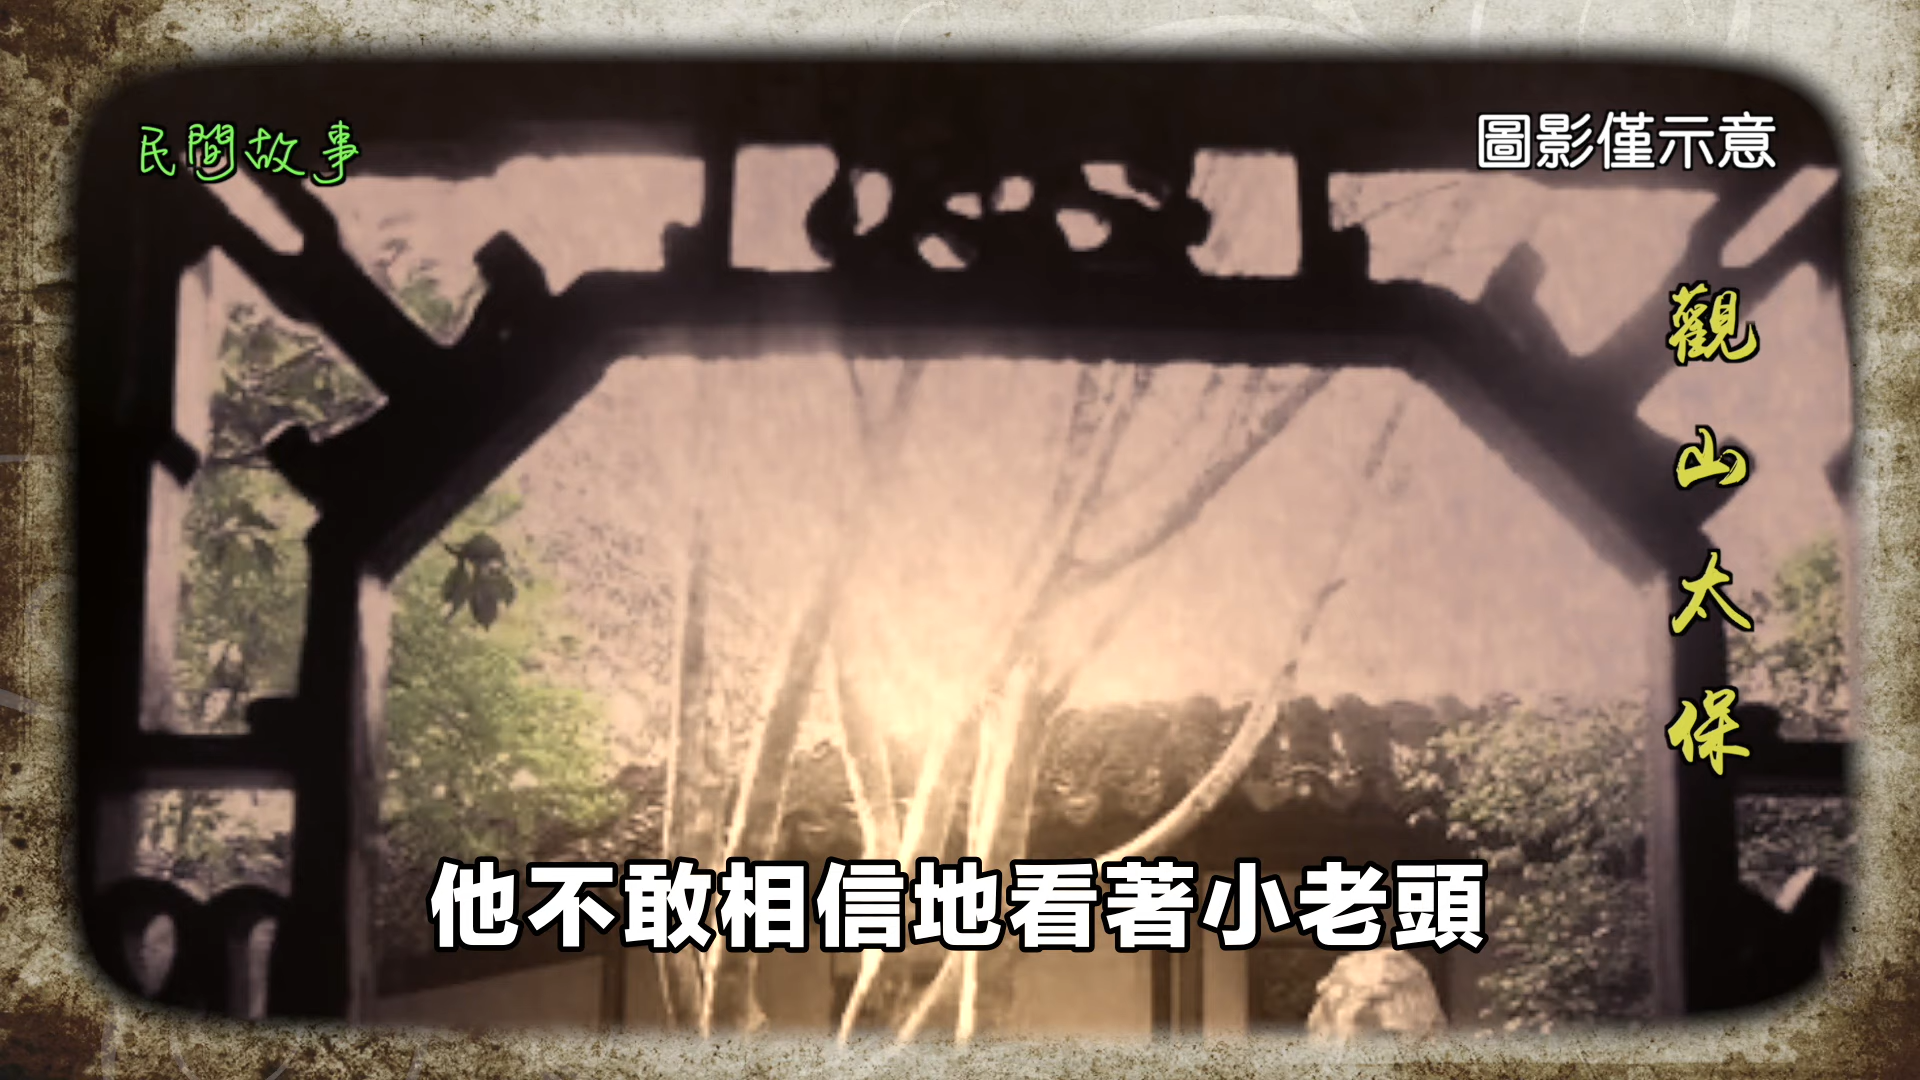 民間故事
圖影僅示意
觀山太保
他不敢相信地看著小老頭